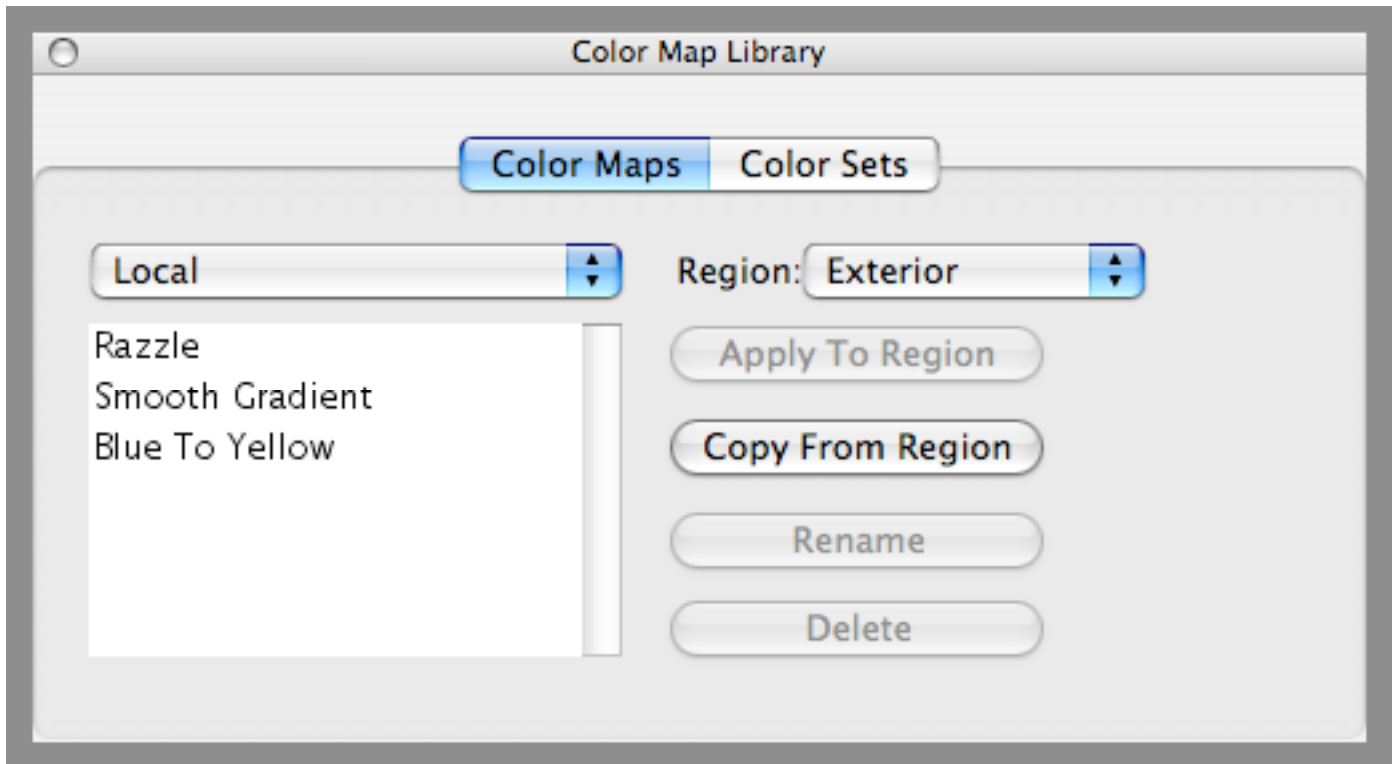 Color Map Library
Color Maps
Color Sets
Local
Region:
Exterior
Razzle
Smooth Gradient
Blue To Yellow
Apply To Region
Copy From Region
Rename
Delete